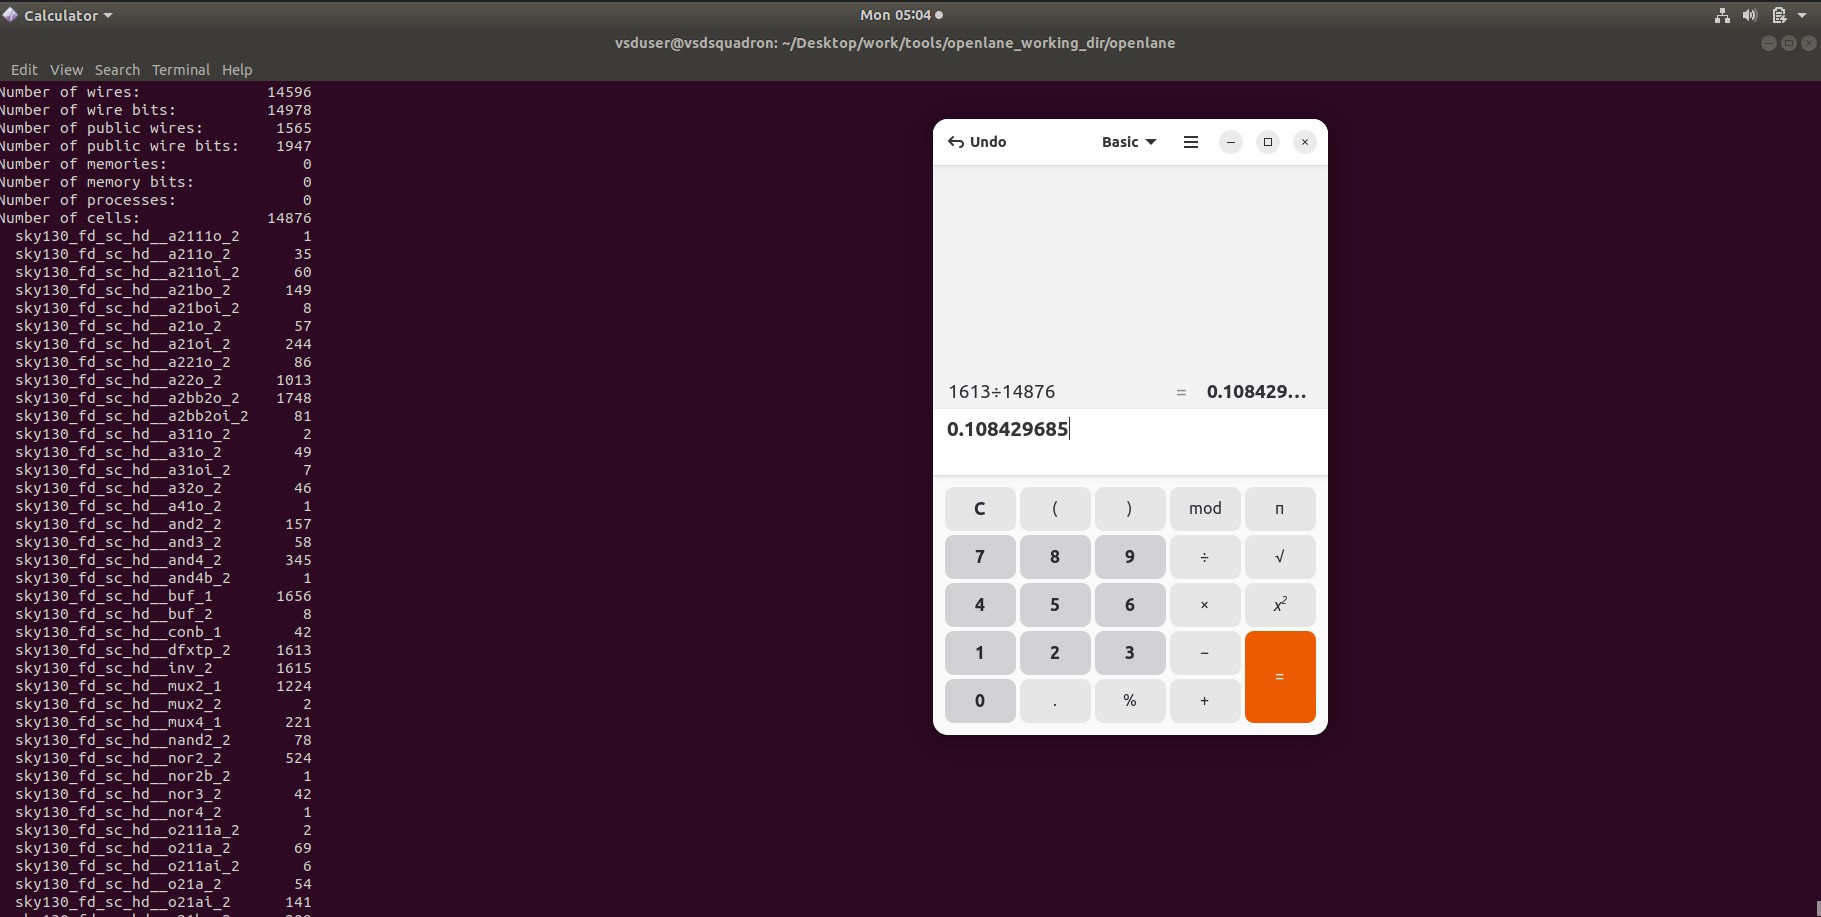 Calculator
Mon 05:04
vsduser@vsdsquadron: ~/Desktop/work/tools/openlane_working_dir/openlane
Edit View Search Terminal Help
Number of wires: 14596
Number of wire bits: 14978
Number of public wires: 1565
Number of public wire bits: 1947
Number of memories: 0
Number of memory bits: 0
Number of processes: 0
Number of cells: 14876
sky130_fd_sc_hd__a2111o_2 1
sky130_fd_sc_hd__a211o_2 35
sky130_fd_sc_hd__a211oi_2 60
sky130_fd_sc_hd__a21bo_2 149
sky130_fd_sc_hd__a21boi_2 8
sky130_fd_sc_hd__a21o_2 57
sky130_fd_sc_hd__a21oi_2 244
sky130_fd_sc_hd__a221o_2 86
sky130_fd_sc_hd__a22o_2 1013
sky130_fd_sc_hd__a2bb2o_2 1748
sky130_fd_sc_hd__a2bb2oi_2 81
sky130_fd_sc_hd__a311o_2 2
sky130_fd_sc_hd__a31o_2 49
sky130_fd_sc_hd__a31oi_2 7
sky130_fd_sc_hd__a32o_2 46
sky130_fd_sc_hd__a41o_2 1
sky130_fd_sc_hd__and2_2 157
sky130_fd_sc_hd__and3_2 58
sky130_fd_sc_hd__and4_2 345
sky130_fd_sc_hd__and4b_2 1
sky130_fd_sc_hd__buf_1 1656
sky130_fd_sc_hd__buf_2 8
sky130_fd_sc_hd__conb_1 42
sky130_fd_sc_hd__dfxtp_2 1613
sky130_fd_sc_hd__inv_2 1615
sky130_fd_sc_hd__mux2_1 1224
sky130_fd_sc_hd__mux2_2 2
sky130_fd_sc_hd__mux4_1 221
sky130_fd_sc_hd__nand2_2 78
sky130_fd_sc_hd__nor2_2 524
sky130_fd_sc_hd__nor2b_2 1
sky130_fd_sc_hd__nor3_2 42
sky130_fd_sc_hd__nor4_2 1
sky130_fd_sc_hd__o2111a_2 2
sky130_fd_sc_hd__o211a_2 69
sky130_fd_sc_hd__o211ai_2 6
sky130_fd_sc_hd__o21a_2 54
sky130_fd_sc_hd__o21ai_2 141
Undo Basic
1613÷14876 = 0.108429…
0.108429685
C ( ) mod π
7 8 9 ÷ √
4 5 6 × x²
1 2 3 −
=
0 . % +